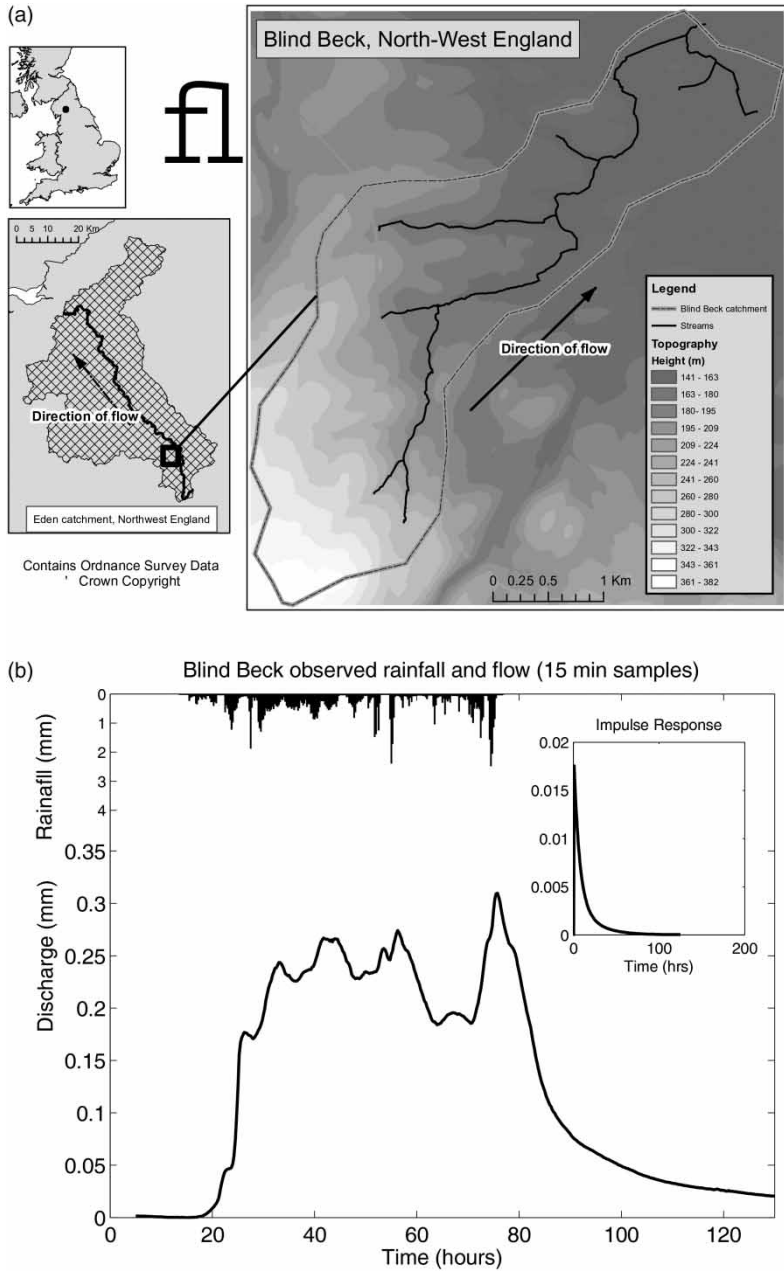 (a)
Blind Beck, North-West England
fl
0 5 10 20 Km
Direction of flow
Eden catchment, Northwest England
Contains Ordnance Survey Data
' Crown Copyright
Direction of flow
Legend
Blind Beck catchment
Streams
Topography
Height (m)
141 - 163
163 - 180
180- 195
195 - 209
209 - 224
224 - 241
241 - 260
260 - 280
280 - 300
300 - 322
322 - 343
343 - 361
361 - 382
0 0.25 0.5 1 Km
(b)
Blind Beck observed rainfall and flow (15 min samples)
Rainafll (mm)
0
1
2
3
4
Discharge (mm)
0.35
0.3
0.25
0.2
0.15
0.1
0.05
0
0 20 40 60 80 100 120
Time (hours)
Impulse Response
0.02
0.015
0.01
0.005
0
0 100 200
Time (hrs)